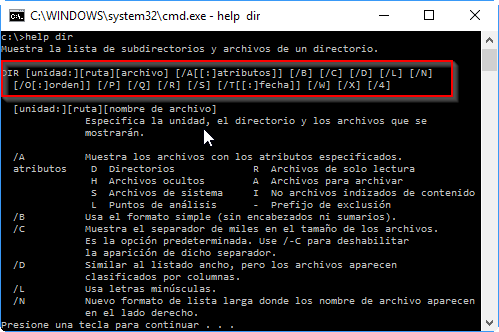 C:\WINDOWS\system32\cmd.exe - help  dir
c:\>help dir
Muestra la lista de subdirectorios y archivos de un directorio.
DIR [unidad:][ruta][archivo] [/A[[:]atributos]] [/B] [/C] [/D] [/L] [/N]
[/O[:]orden]] [/P] [/Q] [/R] [/S] [/T[[:]fecha]] [/W] [/X] [/4]
[unidad:][ruta][nombre de archivo]
Especifica la unidad, el directorio y los archivos que se
mostrarán.
/A Muestra los archivos con los atributos especificados.
atributos D Directorios R Archivos de solo lectura
H Archivos ocultos A Archivos para archivar
S Archivos de sistema I No archivos indizados de contenido
L Puntos de análisis - Prefijo de exclusión
/B Usa el formato simple (sin encabezados ni sumarios).
/C Muestra el separador de miles en el tamaño de los archivos.
Es la opción predeterminada. Use /-C para deshabilitar
la aparición de dicho separador.
/D Similar al listado ancho, pero los archivos aparecen
clasificados por columnas.
/L Usa letras minúsculas.
/N Nuevo formato de lista larga donde los nombre de archivo aparecen
en el lado derecho.
Presione una tecla para continuar . . .